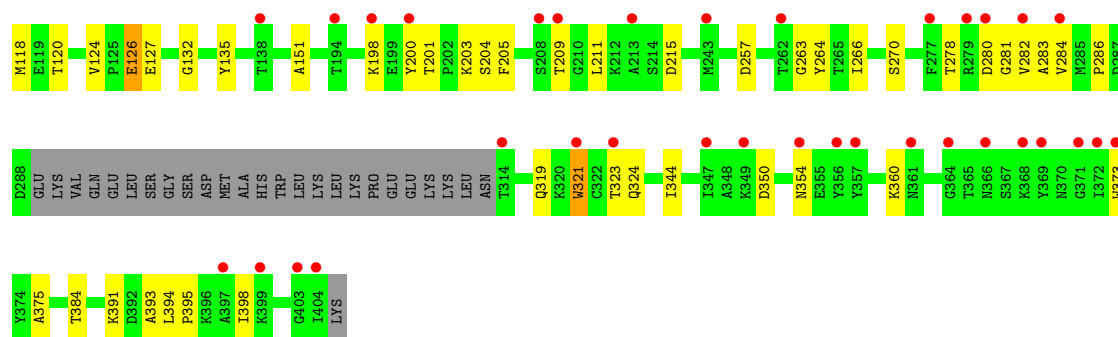 M118 E119 T120 V124 P125 E126 E127 G132 Y135 T138 A151 T194 K198 E199 Y200 T201 P202 K203 S204 F205 S208 T209 G210 L211 K212 A213 S214 D215 M243 D257 T262 G263 Y264 T265 I266 S270 F277 T278 R279 D280 G281 V282 A283 V284 M285 P286 D287
D288 GLU LYS VAL GLN GLU LEU SER GLY SER ASP MET ALA HIS TRP LEU LYS LEU LYS PRO GLU GLU LYS LYS LEU ASN T314 Q319 K320 W321 C322 T323 Q324 I344 I347 A348 K349 D350 N354 E355 Y356 Y357 K360 N361 G364 T365 N366 S367 K368 Y369 N370 G371 I372 W373
Y374 A375 T384 K391 D392 A393 L394 P395 K396 A397 I398 K399 G403 I404 LYS